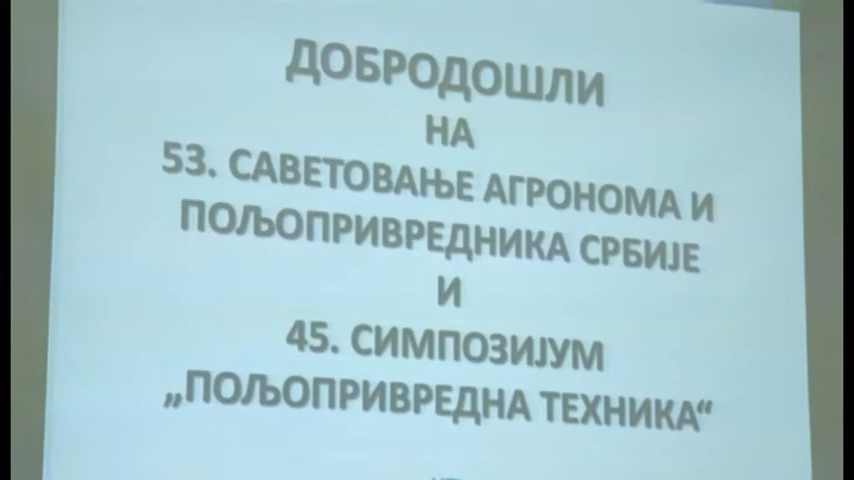 ДОБРОДОШЛИ
НА
53. САВЕТОВАЊЕ АГРОНОМА И
ПОЉОПРИВРЕДНИКА СРБИЈЕ
И
45. СИМПОЗИЈУМ
„ПОЉОПРИВРЕДНА ТЕХНИКА“